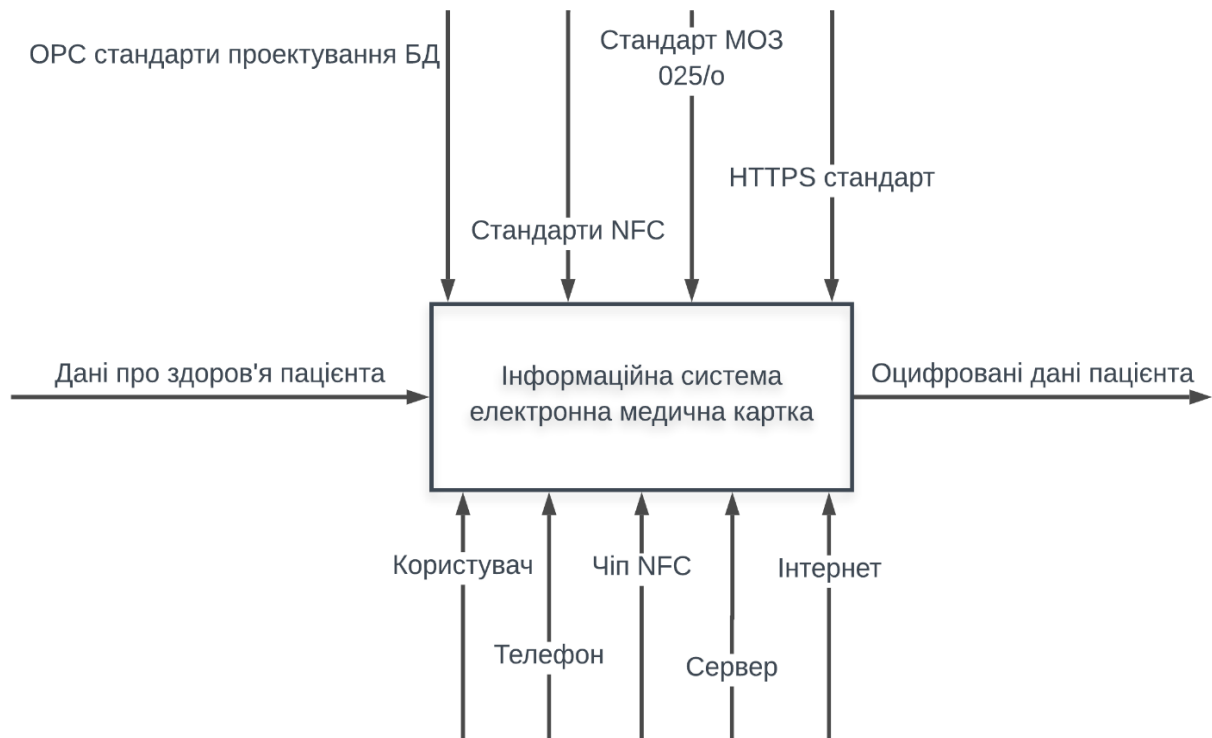 ОРС стандарти проектування БД
Стандарт МОЗ
025/о
HTTPS стандарт
Стандарти NFC
Дані про здоров'я пацієнта
Інформаційна система
електронна медична картка
Оцифровані дані пацієнта
Користувач
Чіп NFC
Інтернет
Телефон
Сервер